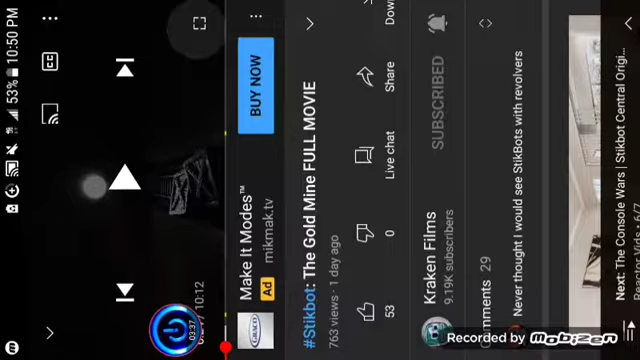 10:50 PM
53%
CC
10:12
03:37
Make It Modes™
Ad
mikmak.tv
BUY NOW
GRACO
#Stikbot: The Gold Mine FULL MOVIE
763 views · 1 day ago
53
0
Live chat
Share
Kraken Films
9.19K subscribers
SUBSCRIBED
29
Never thought I would see StikBots with revolvers
Next: The Console Wars | Stikbot Central Origi...
Recorded by Mobizen